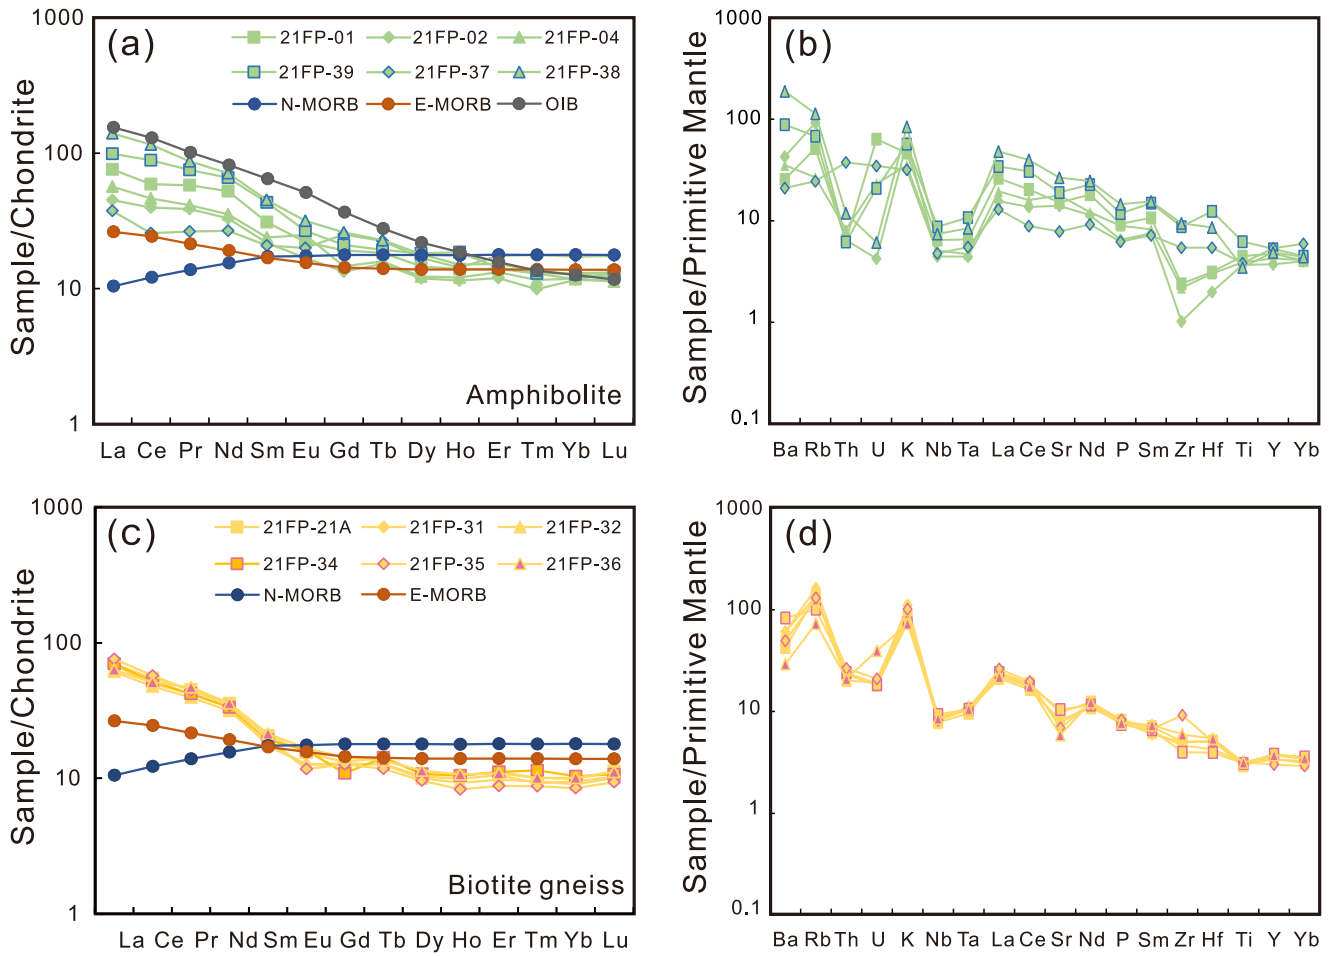 Sample/Chondrite
1000
100
10
1
(a)
21FP-01 21FP-02 21FP-04
21FP-39 21FP-37 21FP-38
N-MORB E-MORB OIB
Amphibolite
La Ce Pr Nd Sm Eu Gd Tb Dy Ho Er Tm Yb Lu
Sample/Primitive Mantle
1000
100
10
1
0.1
(b)
Ba Rb Th U K Nb Ta La Ce Sr Nd P Sm Zr Hf Ti Y Yb
Sample/Chondrite
1000
100
10
1
(c)
21FP-21A 21FP-31 21FP-32
21FP-34 21FP-35 21FP-36
N-MORB E-MORB
Biotite gneiss
La Ce Pr Nd Sm Eu Gd Tb Dy Ho Er Tm Yb Lu
Sample/Primitive Mantle
1000
100
10
1
0.1
(d)
Ba Rb Th U K Nb Ta La Ce Sr Nd P Sm Zr Hf Ti Y Yb